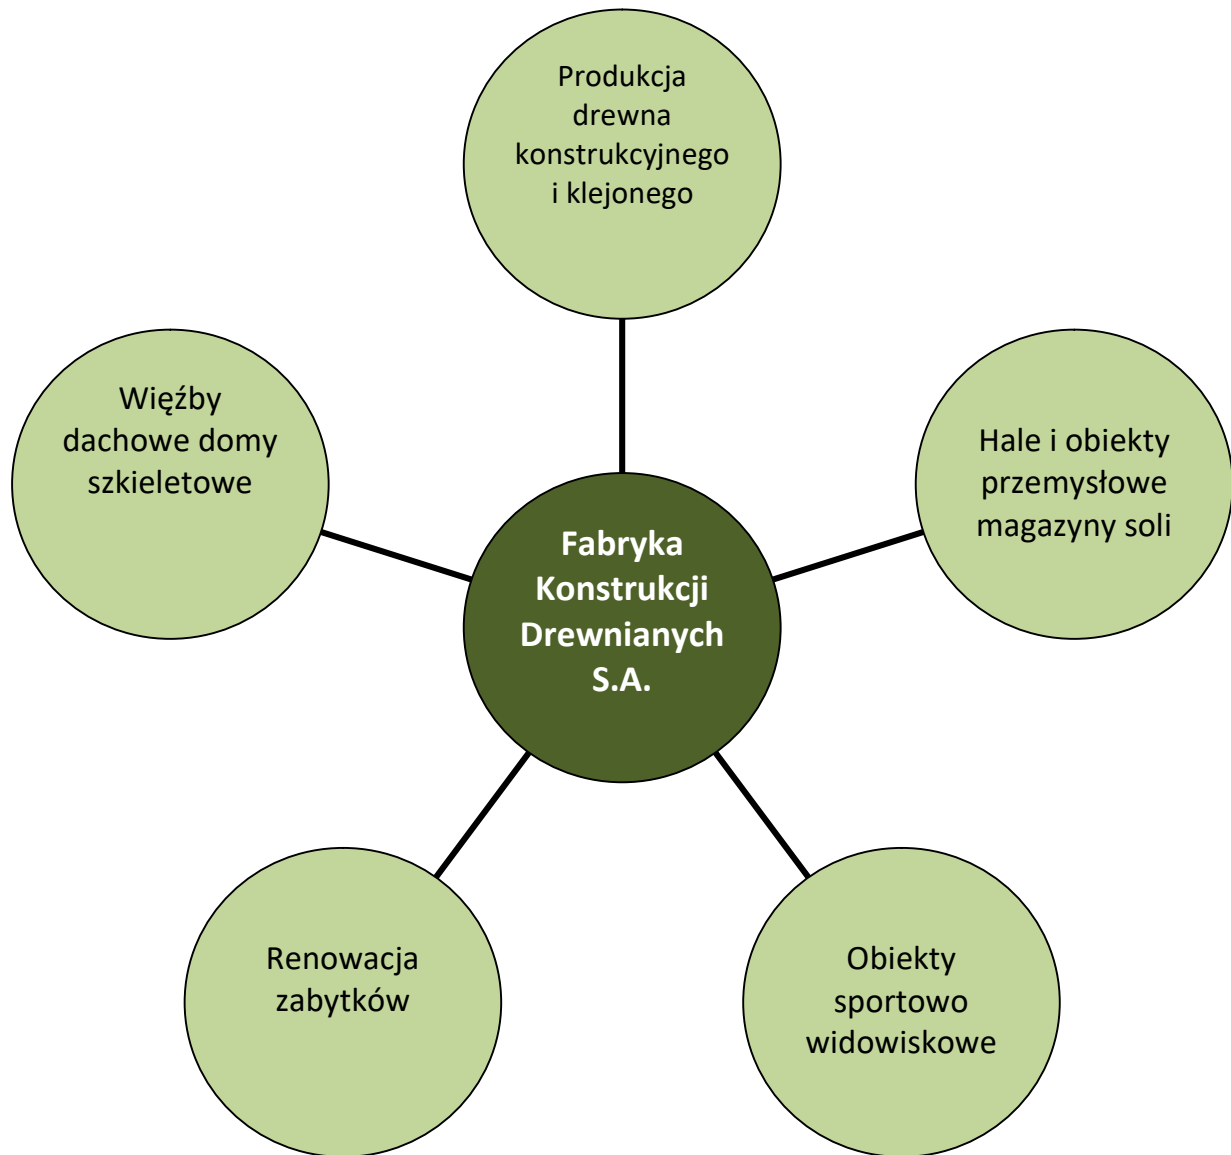 Produkcja
drewna
konstrukcyjnego
i klejonego
Więźby
dachowe domy
szkieletowe
Hale i obiekty
przemysłowe
magazyny soli
Fabryka
Konstrukcji
Drewnianych
S.A.
Renowacja
zabytków
Obiekty
sportowo
widowiskowe